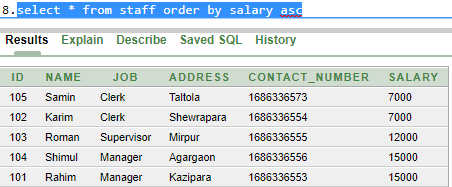 8.select * from staff order by salary asc
Results Explain Describe Saved SQL History
ID NAME JOB ADDRESS CONTACT_NUMBER SALARY
105 Samin Clerk Taltola 1686336573 7000
102 Karim Clerk Shewrapara 1686336554 7000
103 Roman Supervisor Mirpur 1686336555 12000
104 Shimul Manager Agargaon 1686336556 15000
101 Rahim Manager Kazipara 1686336553 15000